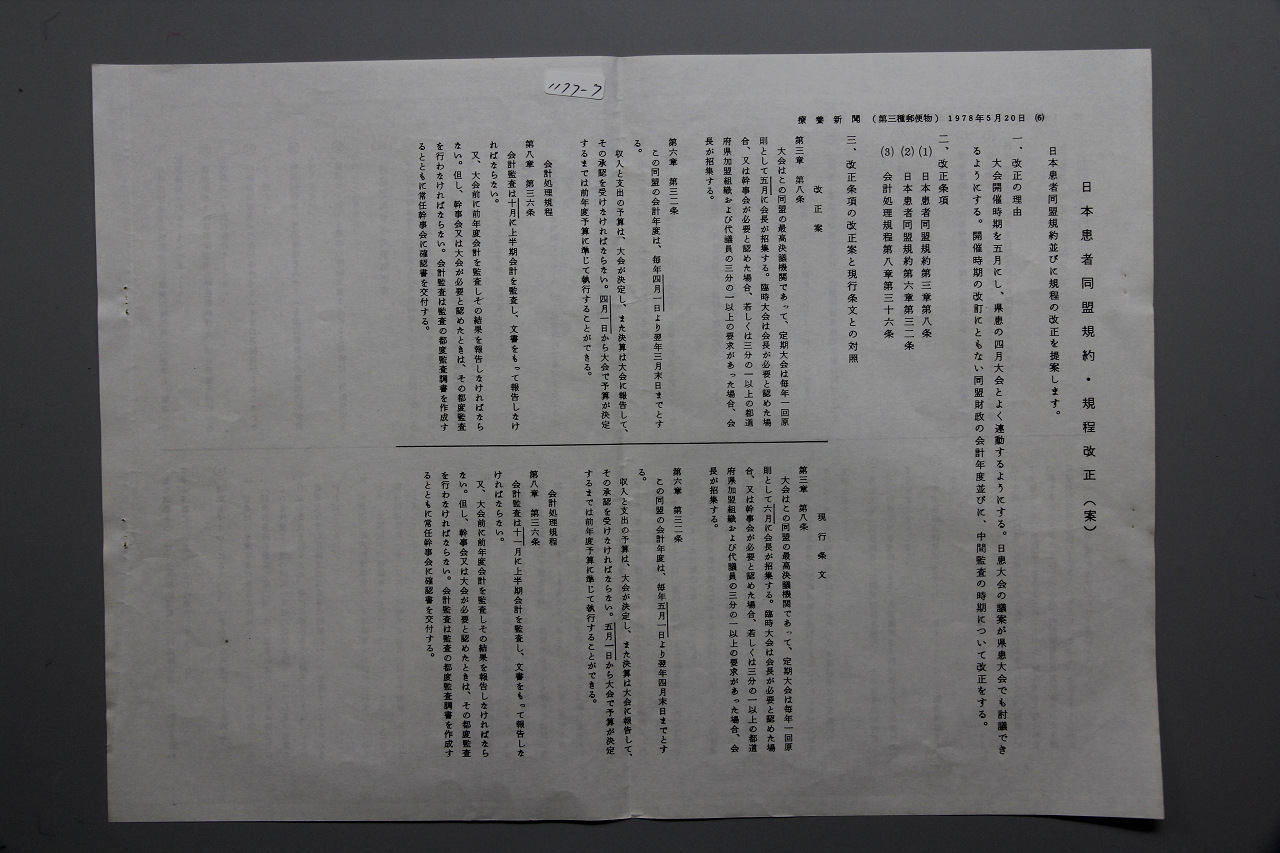 1177-7
療養新聞 (第三種郵便物) 1978年5月20日 (6)
日本患者同盟規約・規程改正(案)
日本患者同盟規約並びに規程の改正を提案します。
一、改正の理由
大会開催時期を五月にし、県患の四月大会とよく連動するようにする。日患大会の議案が県患大会でも討議でき
るようにする。開催時期の改訂にともない同盟財政の会計年度並びに、中間監査の時期について改正をする。
二、改正条項
(1) 日本患者同盟規約第三章第八条
(2) 日本患者同盟規約第六章第三二条
(3) 会計処理規程第八章第三十六条
三、改正条項の改正案と現行条文との対照
改正案
第三章 第八条
大会はこの同盟の最高決議機関であって、定期大会は毎年一回原
則として五月に会長が招集する。臨時大会は会長が必要と認めた場
合、又は幹事会が必要と認めた場合、若しくは三分の一以上の都道
府県加盟組織および代議員の三分の一以上の要求があった場合、会
長が招集する。
第六章 第三二条
この同盟の会計年度は、毎年四月一日より翌年三月末日までとす
る。
収入と支出の予算は、大会が決定し、また決算は大会に報告して、
その承認を受けなければならない。四月一日から大会で予算が決定
するまでは前年度予算に準じて執行することができる。
会計処理規程
第八章 第三六条
会計監査は十月に上半期会計を監査し、文書をもって報告しなけ
ればならない。
又、大会前に前年度会計を監査しその結果を報告しなければなら
ない。但し、幹事会又は大会が必要と認めたときは、その都度監査
を行わなければならない。会計監査は監査の都度監査調書を作成す
るとともに常任幹事会に確認書を交付する。
現行条文
第三章 第八条
大会はこの同盟の最高決議機関であって、定期大会は毎年一回原
則として六月に会長が招集する。臨時大会は会長が必要と認めた場
合、又は幹事会が必要と認めた場合、若しくは三分の一以上の都道
府県加盟組織および代議員の三分の一以上の要求があった場合、会
長が招集する。
第六章 第三二条
この同盟の会計年度は、毎年五月一日より翌年四月末日までとす
る。
収入と支出の予算は、大会が決定し、また決算は大会に報告して、
その承認を受けなければならない。五月一日から大会で予算が決定
するまでは前年度予算に準じて執行することができる。
会計処理規程
第八章 第三六条
会計監査は十一月に上半期会計を監査し、文書をもって報告しな
ければならない。
又、大会前に前年度会計を監査しその結果を報告しなければなら
ない。但し、幹事会又は大会が必要と認めたときは、その都度監査
を行わなければならない。会計監査は監査の都度監査調書を作成す
るとともに常任幹事会に確認書を交付する。